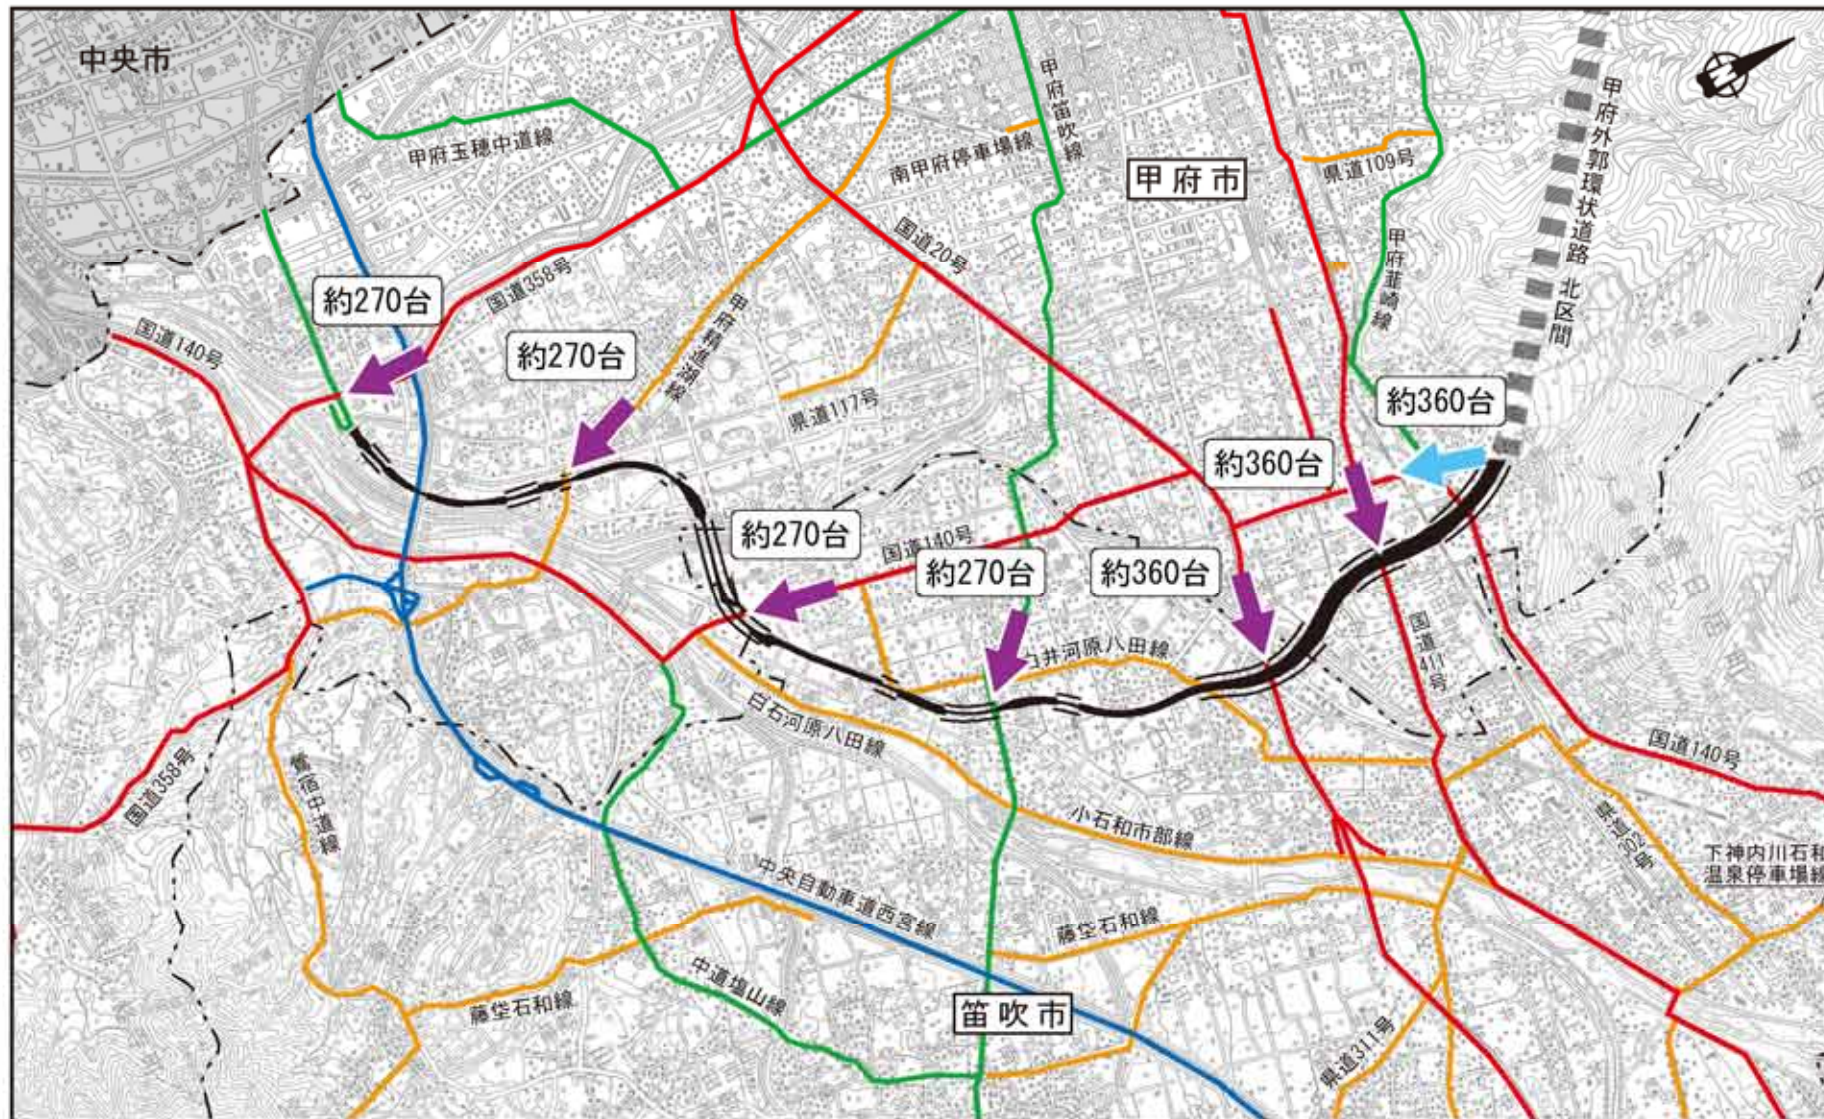 中央市
甲府玉穂中道線
甲府笛吹線
南甲府停車場線
甲府市
県道109号
甲府外郭環状道路 北区間
国道20号
甲府韮崎線
国道358号
約270台
国道140号
約270台
甲府精進湖線
県道117号
約360台
約360台
約270台
国道140号
約270台
約360台
白井河原八田線
国道411号
白石河原八田線
国道140号
国道358号
鶯宿中道線
小石和市部線
県道302号
下神内川石和
温泉停車場線
中央自動車道西宮線
藤垈石和線
中道塩山線
藤垈石和線
笛吹市
県道311号